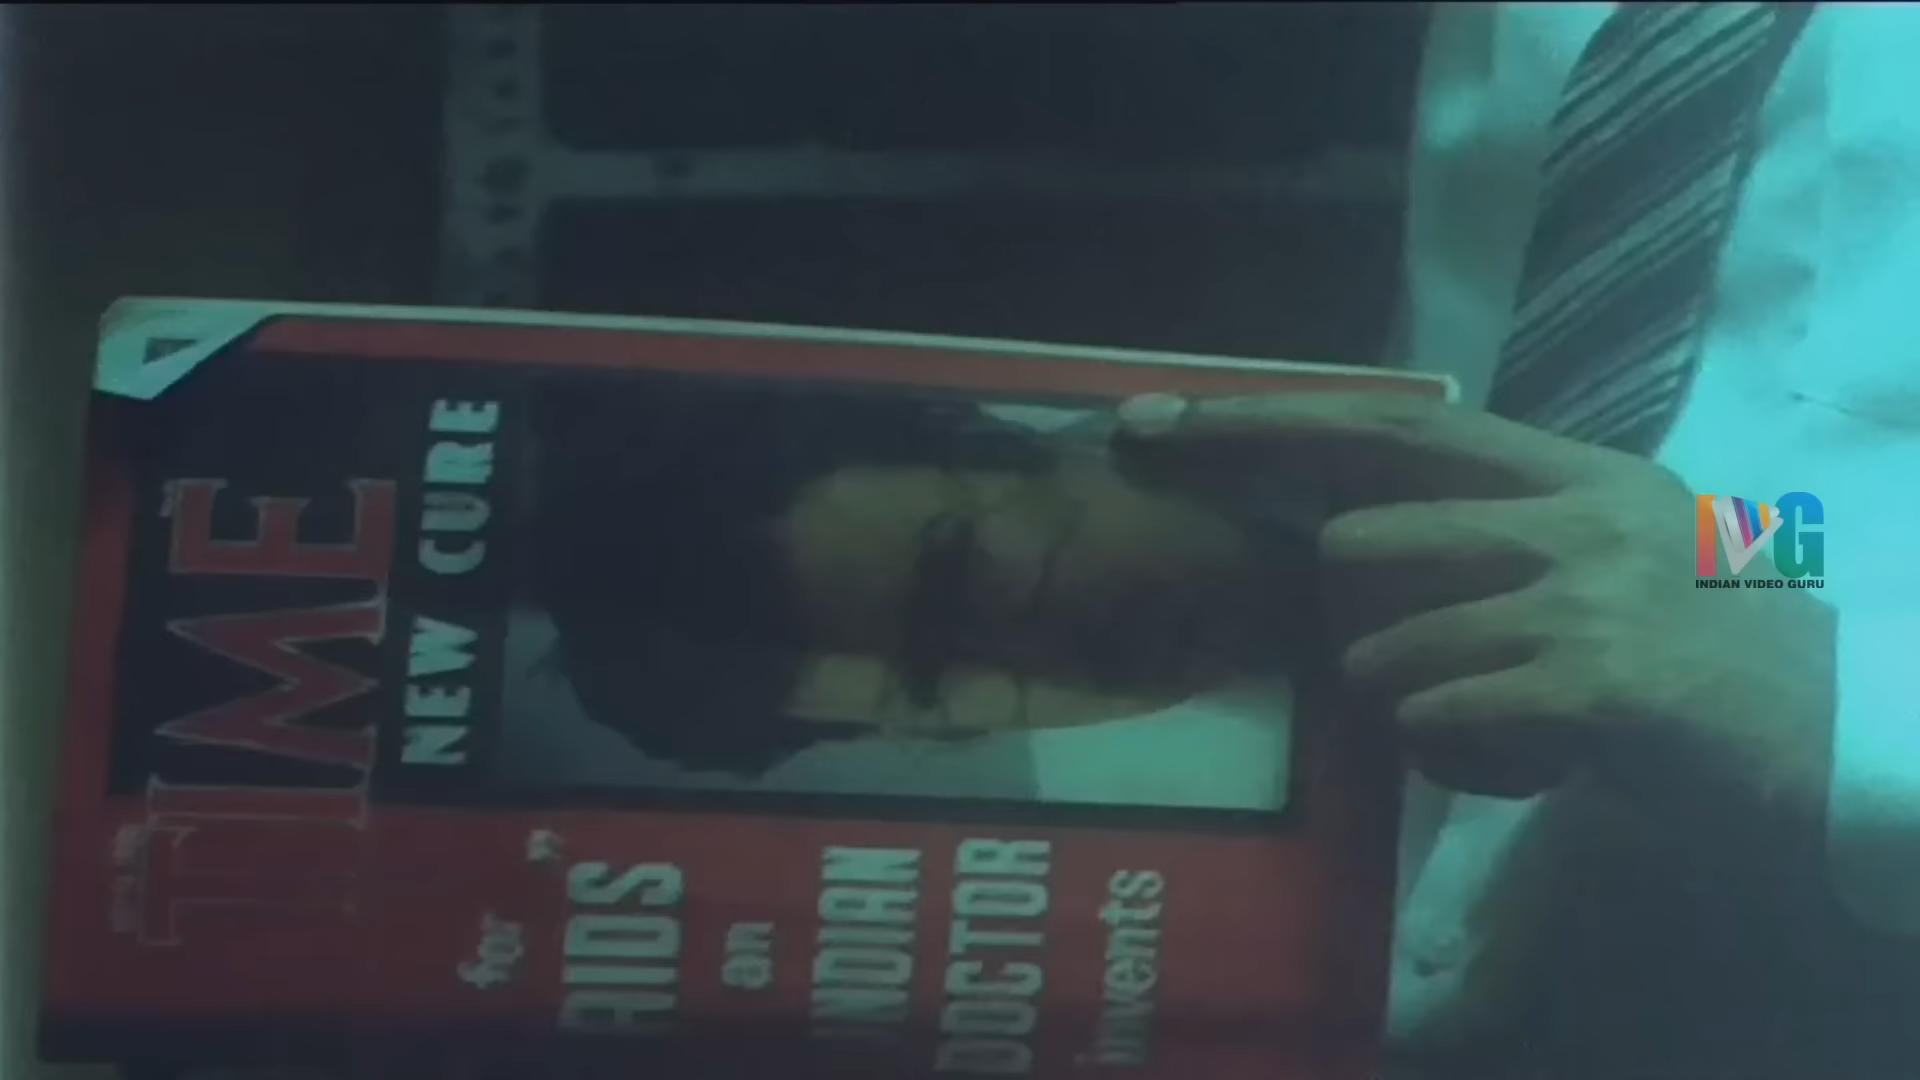 TIME
NEW CURE
for "
AIDS
an
INDIAN
DOCTOR
invents
IVG
INDIAN VIDEO GURU